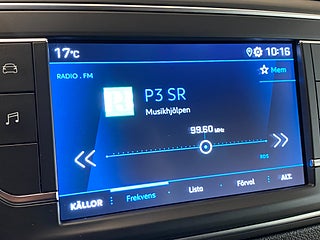 17°C 10:16
RADIO . FM ☆ Mem
P3 SR
Musikhjälpen
99.60 MHz
RDS
KÄLLOR Frekvens Lista Förval ALT.